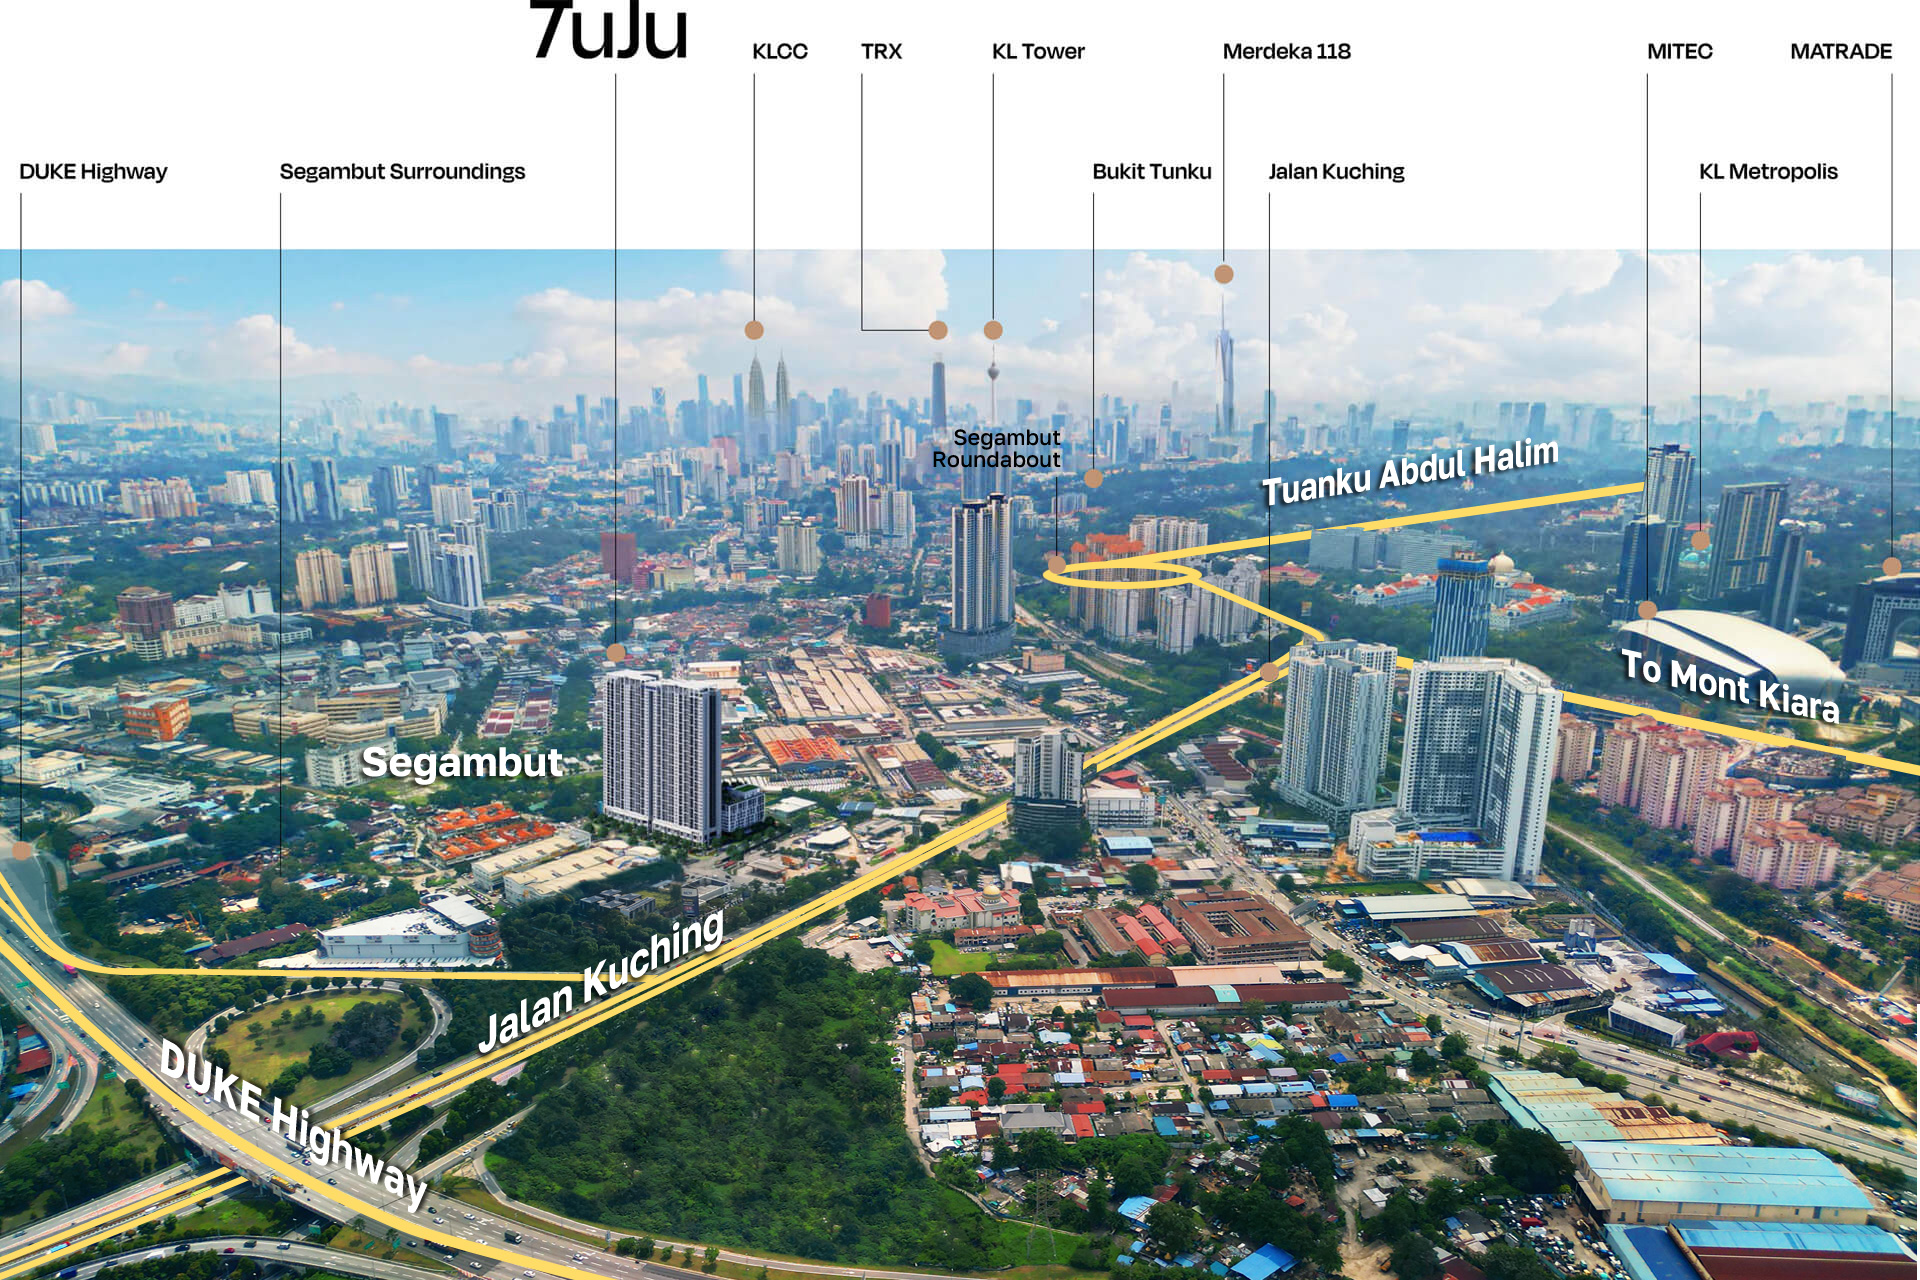 7uJu
KLCC
TRX
KL Tower
Merdeka 118
MITEC
MATRADE
DUKE Highway
Segambut Surroundings
Bukit Tunku
Jalan Kuching
KL Metropolis
Segambut
Roundabout
Tuanku Abdul Halim
To Mont Kiara
Segambut
Jalan Kuching
DUKE Highway